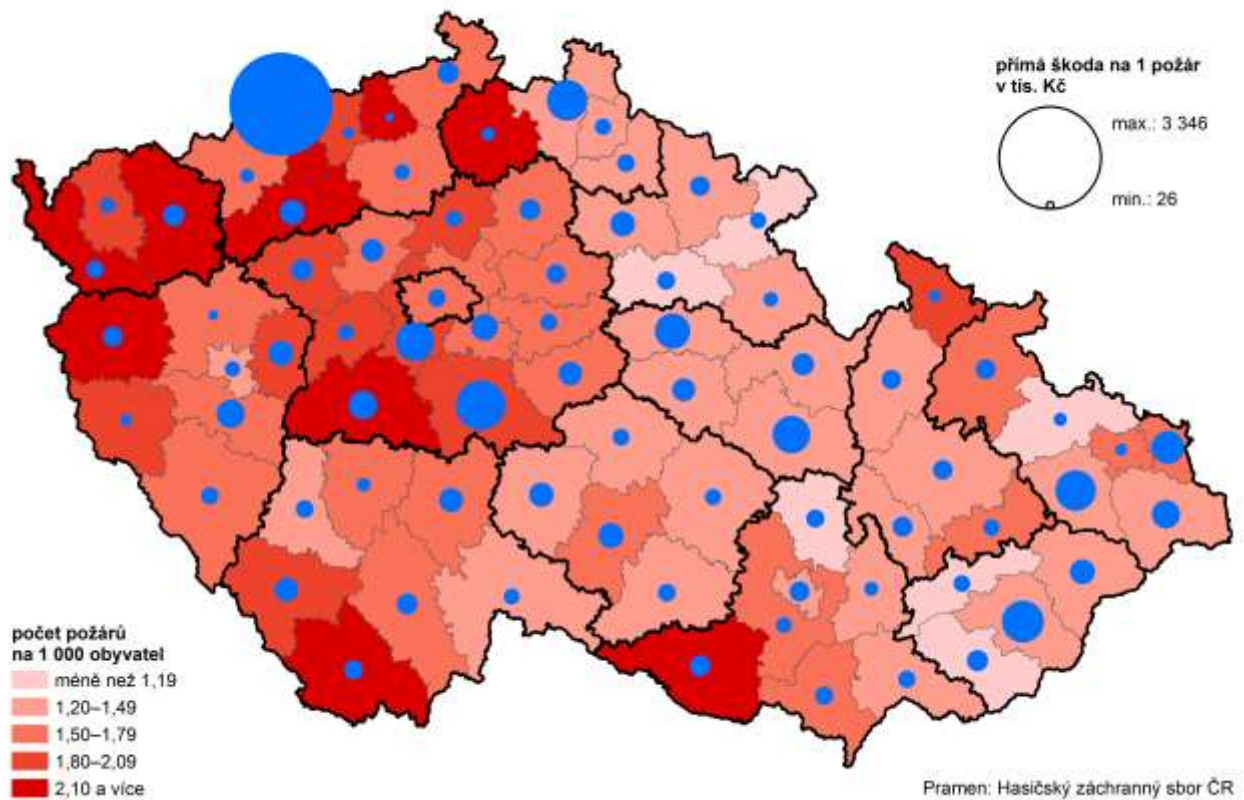 přímá škoda na 1 požár
v tis. Kč
max.: 3 346
min.: 26
počet požárů
na 1 000 obyvatel
méně než 1,19
1,20–1,49
1,50–1,79
1,80–2,09
2,10 a více
Pramen: Hasičský záchranný sbor ČR